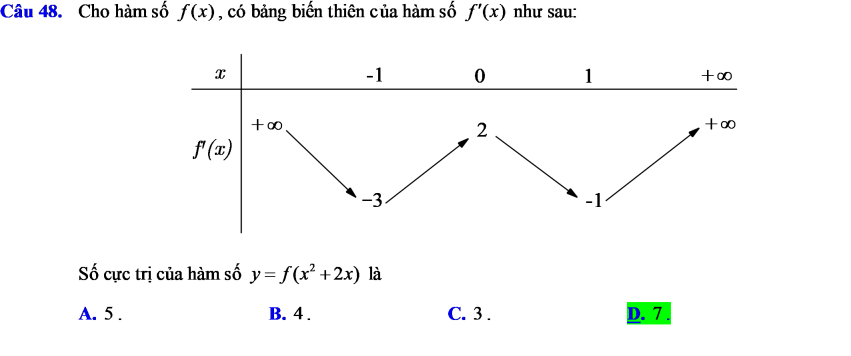 Câu 48. Cho hàm số f(x), có bảng biến thiên của hàm số f'(x) như sau:
x -1 0 1 +∞
+∞ 2 +∞
f'(x)
−3 -1
Số cực trị của hàm số y = f(x² + 2x) là
A. 5 . B. 4 . C. 3 . D. 7 .